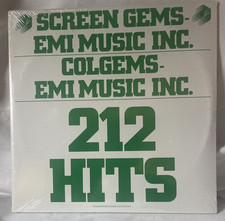 SCREEN GEMS-
EMI MUSIC INC.
COLGEMS-
EMI MUSIC INC.
212
HITS